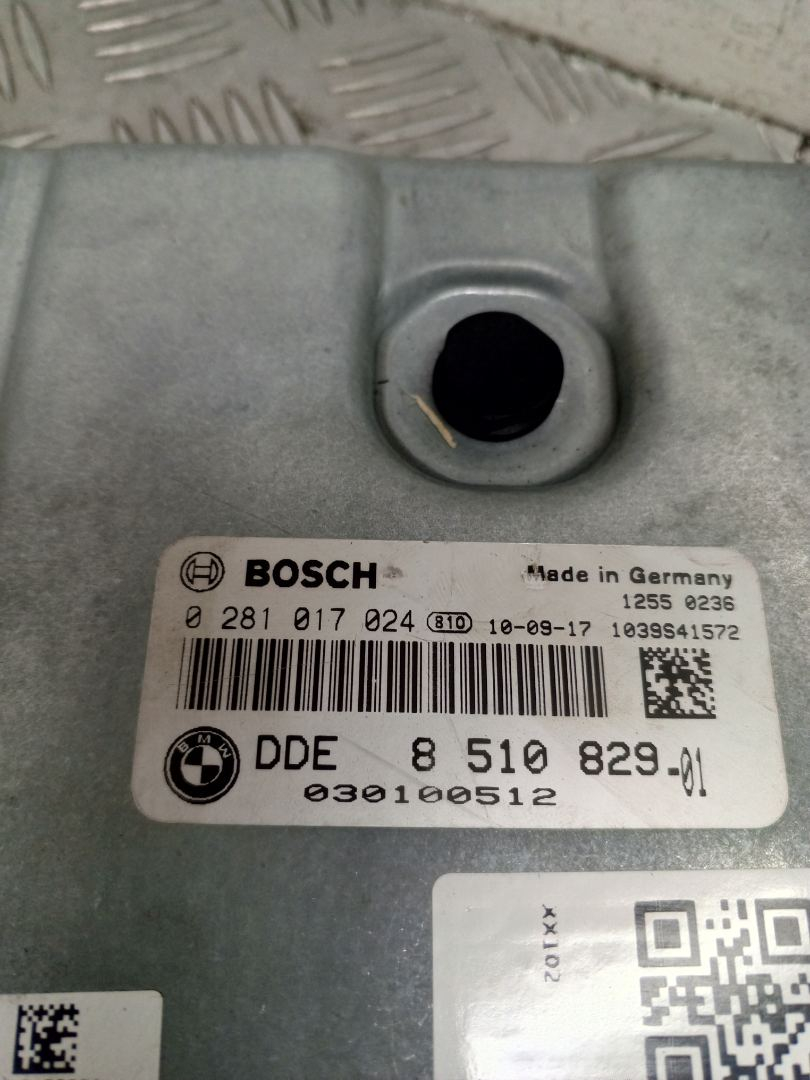 BOSCH Made in Germany
1255 0236
0 281 017 024 810 10-09-17 1039S41572
BMW DDE 8 510 829-01
030100512
XX102